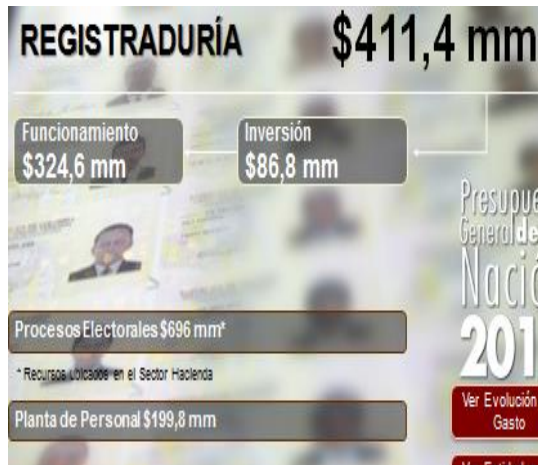 REGISTRADURÍA
$411,4 mm
Funcionamiento
$324,6 mm
Inversión
$86,8 mm
Procesos Electorales $696 mm*
* Recursos ubicados en el Sector Hacienda
Planta de Personal $199,8 mm
Presupue
General de
Nació
201
Ver Evolución
Gasto